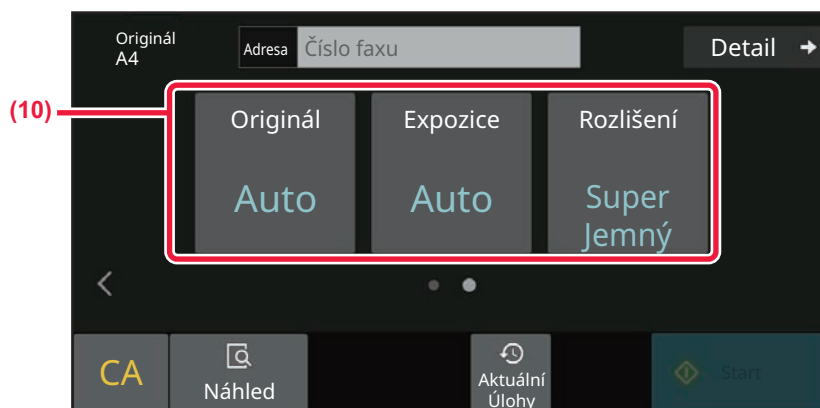 Originál
A4
Adresa
Číslo faxu
Detail
(10)
Originál
Expozice
Rozlišení
Auto
Auto
Super
Jemný
CA
Náhled
Aktuální
Úlohy
Start